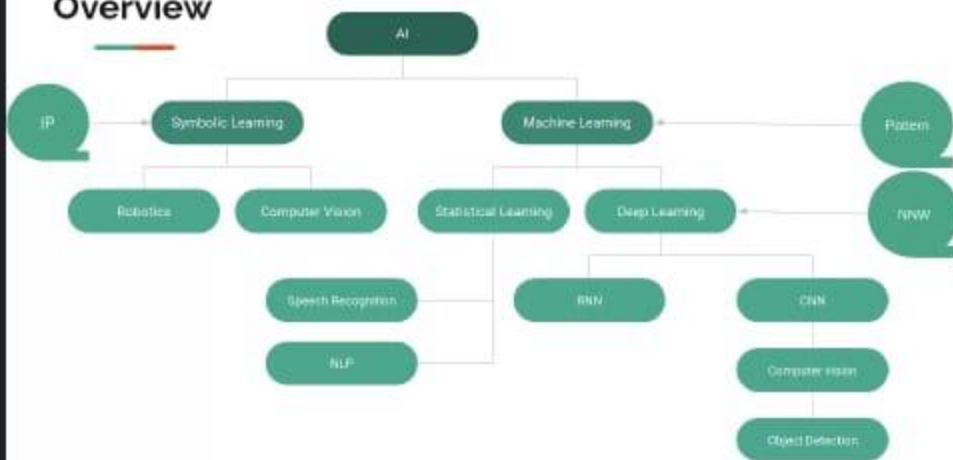 Overview
AI
IP
Symbolic Learning
Machine Learning
Pattern
Robotics
Computer Vision
Statistical Learning
Deep Learning
NNW
Speech Recognition
RNN
CNN
NLP
Computer vision
Object Detection